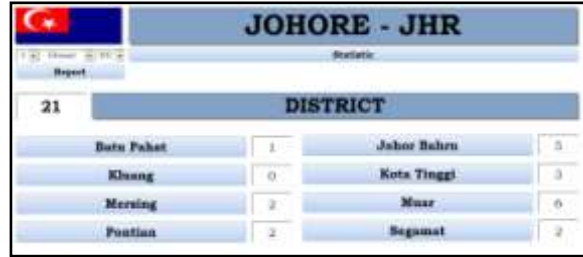 JOHORE - JHR
Statistic
Report
21 DISTRICT
Batu Pahat 1 Johor Bahru 5
Kluang 0 Kota Tinggi 3
Mersing 2 Muar 6
Pontian 2 Segamat 2